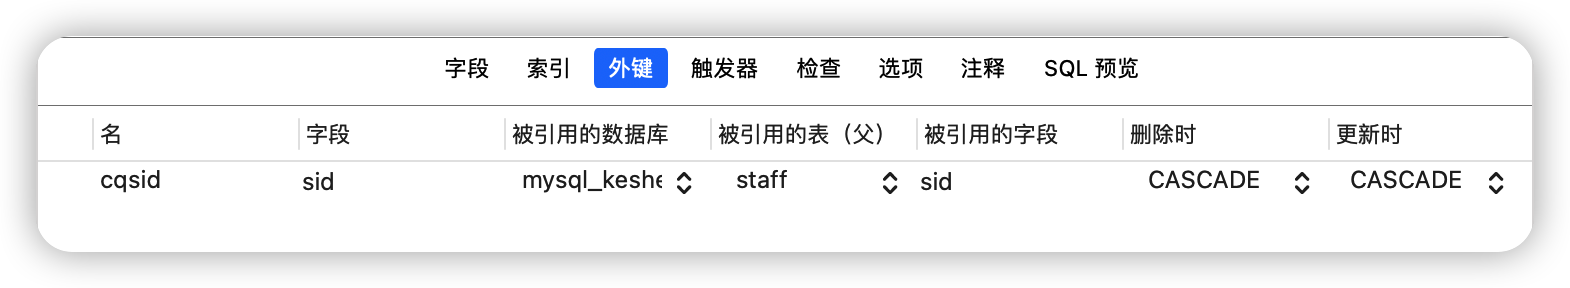 字段 索引 外键 触发器 检查 选项 注释 SQL 预览
名 字段 被引用的数据库 被引用的表（父） 被引用的字段 删除时 更新时
cqsid sid mysql_keshe staff sid CASCADE CASCADE